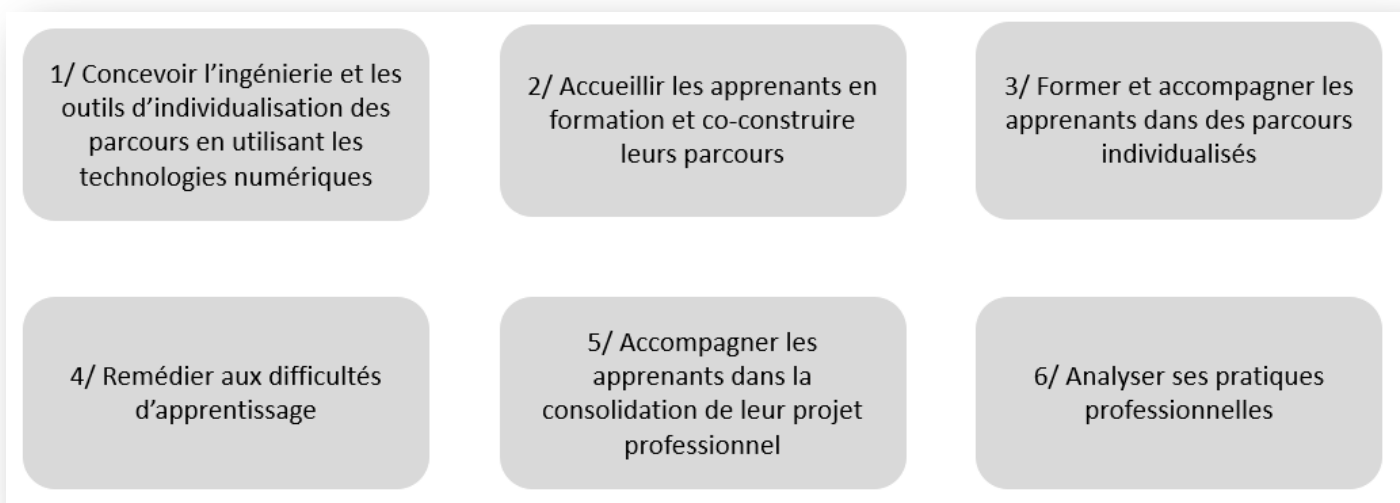 1/ Concevoir l’ingénierie et les
outils d’individualisation des
parcours en utilisant les
technologies numériques
2/ Accueillir les apprenants en
formation et co-construire
leurs parcours
3/ Former et accompagner les
apprenants dans des parcours
individualisés
4/ Remédier aux difficultés
d’apprentissage
5/ Accompagner les
apprenants dans la
consolidation de leur projet
professionnel
6/ Analyser ses pratiques
professionnelles